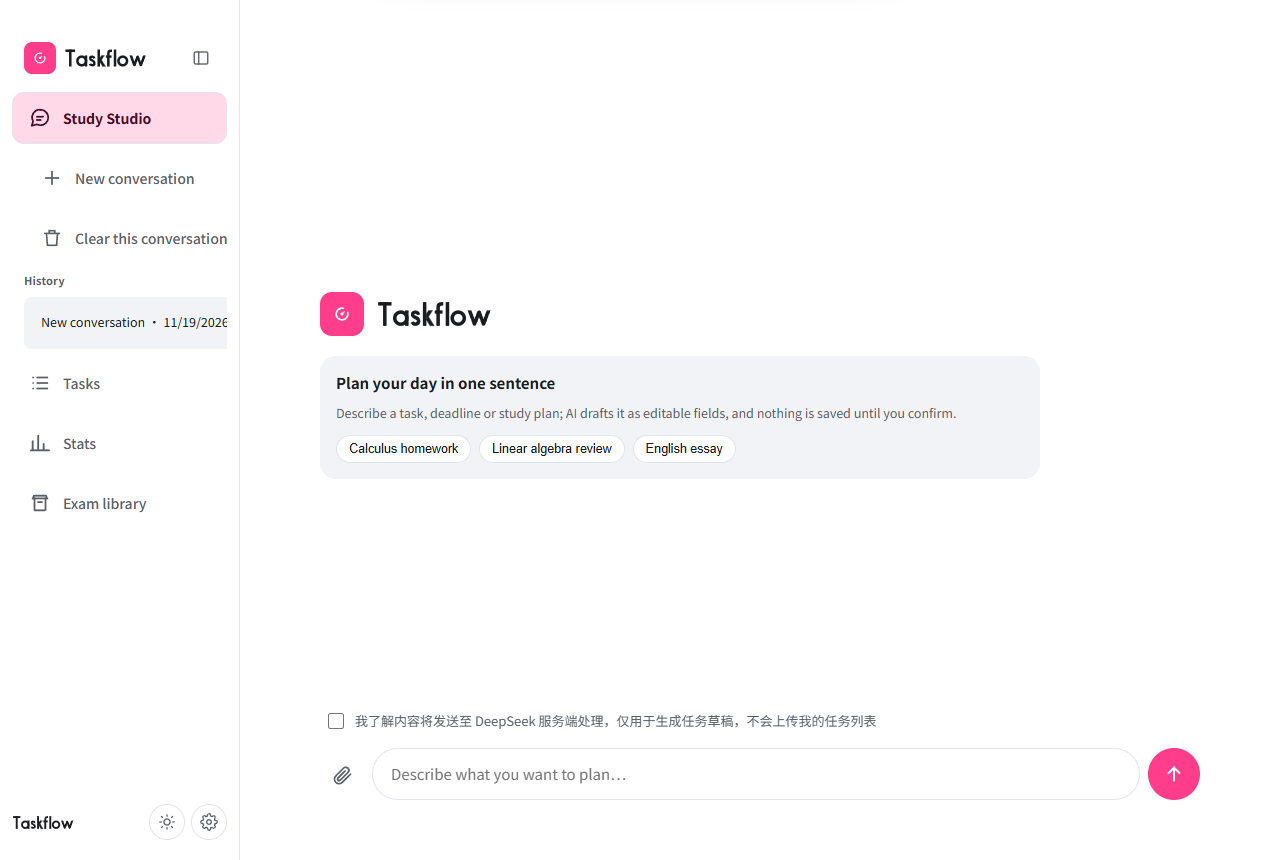 Taskflow
Study Studio
New conversation
Clear this conversation
History
New conversation · 11/19/2026
Tasks
Stats
Exam library
Taskflow
Taskflow
Plan your day in one sentence
Describe a task, deadline or study plan; AI drafts it as editable fields, and nothing is saved until you confirm.
Calculus homework
Linear algebra review
English essay
我了解内容将发送至 DeepSeek 服务端处理，仅用于生成任务草稿，不会上传我的任务列表
Describe what you want to plan…